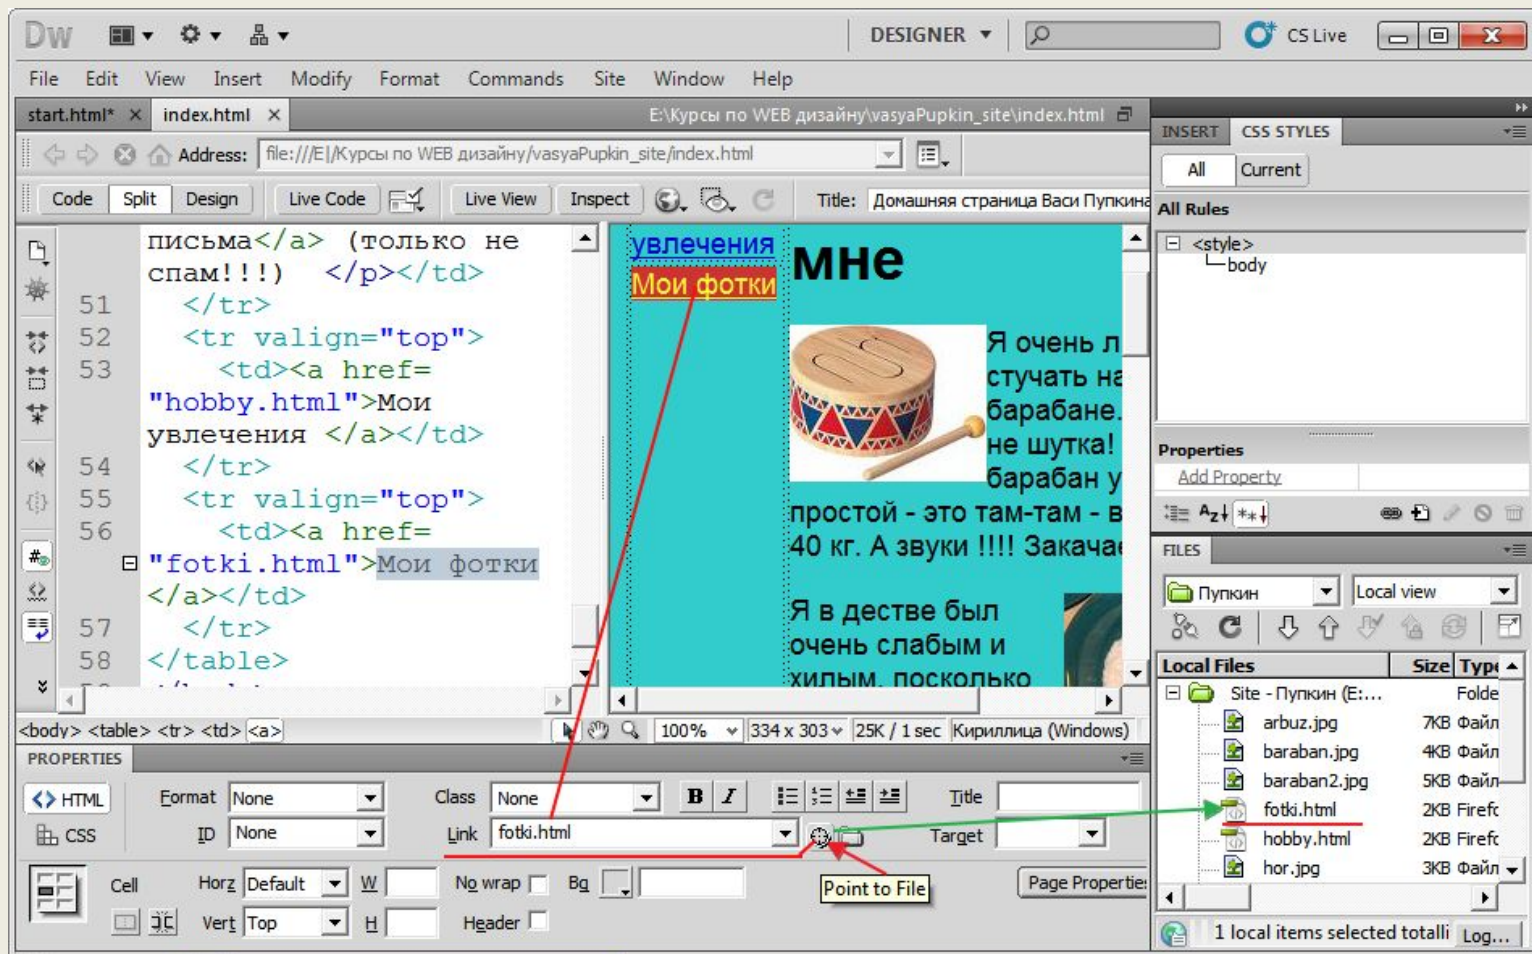 Dw DESIGNER CS Live
File Edit View Insert Modify Format Commands Site Window Help
start.html* index.html E:\Курсы по WEB дизайну\vasyaPupkin_site\index.html
Address: file:///E|/Курсы по WEB дизайну/vasyaPupkin_site/index.html
Code Split Design Live Code Live View Inspect Title: Домашняя страница Васи Пупкина
письма</a> (только не
спам!!!)  </p></td>
51 </tr>
52 <tr valign="top">
53 <td><a href=
"hobby.html">Мои
увлечения </a></td>
54 </tr>
55 <tr valign="top">
56 <td><a href=
"fotki.html">Мои фотки
</a></td>
57 </tr>
58 </table>
увлечения
Мои фотки
мне
Я очень л
стучать на
барабане.
не шутка!
барабан у
простой - это там-там - в
40 кг. А звуки !!!! Закачае
Я в дестве был
очень слабым и
хилым, посколько
<body> <table> <tr> <td> <a> 100% 334 x 303 25K / 1 sec Кириллица (Windows)
PROPERTIES
HTML Format None Class None B I Title
CSS ID None Link fotki.html Target
Cell Horz Default W No wrap Bg Page Propertie
Point to File
Vert Top H Header
INSERT CSS STYLES
All Current
All Rules
<style>
body
Properties
Add Property
FILES
Пупкин Local view
Local Files Size Type
Site - Пупкин (E:... Folde
arbuz.jpg 7KB Файл
baraban.jpg 4KB Файл
baraban2.jpg 5KB Файл
fotki.html 2KB Firefo
hobby.html 2KB Firefo
hor.jpg 3KB Файл
1 local items selected totalli Log...